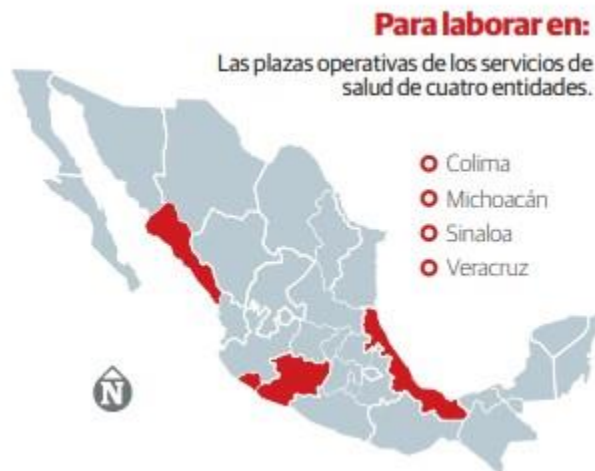 Para laborar en:
Las plazas operativas de los servicios de
salud de cuatro entidades.
Colima
Michoacán
Sinaloa
Veracruz
N